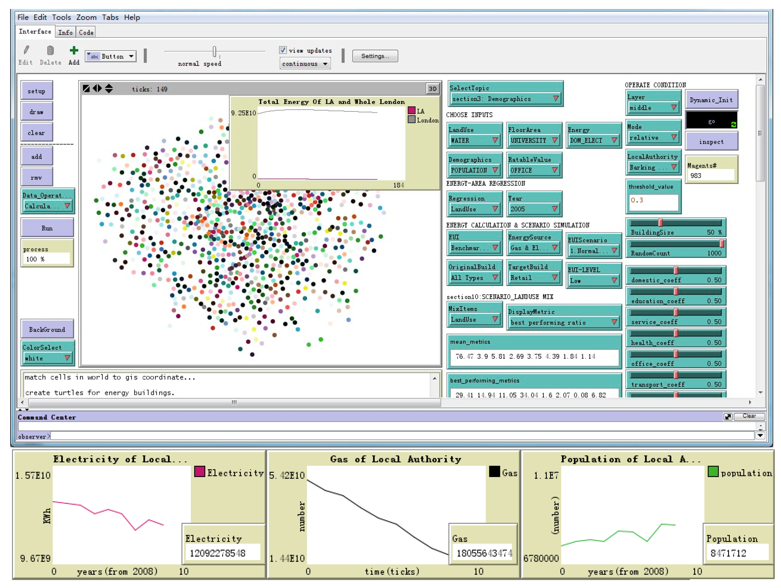 File Edit Tools Zoom Tabs Help
Interface Info Code
Edit Delete Add Button normal speed view updates continuous Settings...
ticks: 149 3D
setup
draw
clear
add
rmv
Data_Operat...
Calcula...
Run
process
100 %
BackGround
ColorSelect
white
Total Energy Of LA and Whole London
9.25E10
0
0 184
LA
London
SelectTopic
section3: Demographics
CHOOSE INPUTS
LandUse
WATER
FloorArea
UNIVERSITY
Energy
DOM_ELECT
Demographics
POPULATION
RatableValue
OFFICE
ENERGY-AREA REGRESSION
Regression
LandUse
Year
2005
ENERGY CALCULATION & SCENARIO SIMULATION
EUI
Benchmar...
EnergySource
Gas & El...
EUIScenario
1.Normal...
OriginalBuild
All Types
TargetBuild
Retail
EUI-LEVEL
Low
section10:SCENARIO_LANDUSE MIX
MixItems
LandUse
DisplayMetric
best performing ratio
mean_metrics
76.47 3.9 5.81 2.69 3.75 4.39 1.84 1.14
best_performing_metrics
29.41 14.94 11.05 34.04 1.6 2.07 0.08 6.82
OPERATE CONDITION
Layer
middle
Mode
relative
LocalAuthority
Barking ...
threshold_value
0.3
Dynamic_Init
go
inspect
Magents#
983
BuildingSize 50 %
RandomCount 1000
domestic_coeff 0.50
education_coeff 0.50
service_coeff 0.50
health_coeff 0.50
office_coeff 0.50
transport_coeff 0.50
match cells in world to gis coordinate...
create turtles for energy buildings.
Command Center Clear
observer>
Electricity of Local...
1.57E10
KWh
9.67E9
0 years(from 2008) 10
Electricity
Electricity
12092278548
Gas of Local Authority
5.42E10
number
1.44E10
0 time(ticks) 10
Gas
Gas
18055643474
Population of Local A...
1.1E7
(number)
6780000
0 years(from 2008) 10
population
Population
8471712